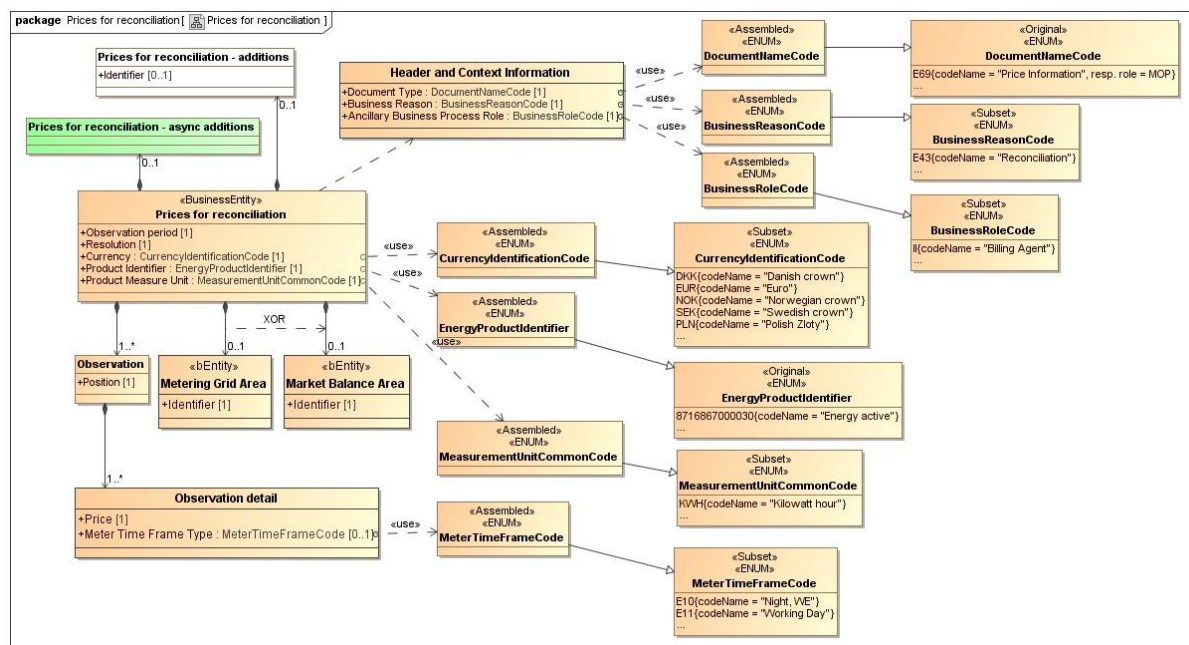 package Prices for reconciliation [ Prices for reconciliation ]
Prices for reconciliation - additions
+Identifier [0..1]
0..1
Prices for reconciliation - async additions
0..1
«BusinessEntity»
Prices for reconciliation
+Observation period [1]
+Resolution [1]
+Currency : CurrencyIdentificationCode [1]
+Product Identifier : EnergyProductIdentifier [1]
+Product Measure Unit : MeasurementUnitCommonCode [1]
Header and Context Information
+Document Type : DocumentNameCode [1]
+Business Reason : BusinessReasonCode [1]
+Ancillary Business Process Role : BusinessRoleCode [1]
«use»
«use»
«use»
«Assembled»
«ENUM»
DocumentNameCode
«Original»
«ENUM»
DocumentNameCode
E69{codeName = "Price Information", resp. role = MOP}
...
«Assembled»
«ENUM»
BusinessReasonCode
«Subset»
«ENUM»
BusinessReasonCode
E43{codeName = "Reconciliation"}
...
«Assembled»
«ENUM»
BusinessRoleCode
«Subset»
«ENUM»
BusinessRoleCode
II{codeName = "Billing Agent"}
...
«use»
«use»
«use»
«Assembled»
«ENUM»
CurrencyIdentificationCode
«Subset»
«ENUM»
CurrencyIdentificationCode
DKK{codeName = "Danish crown"}
EUR{codeName = "Euro"}
NOK{codeName = "Norwegian crown"}
SEK{codeName = "Swedish crown"}
PLN{codeName = "Polish Zloty"}
...
«Assembled»
«ENUM»
EnergyProductIdentifier
«Original»
«ENUM»
EnergyProductIdentifier
8716867000030{codeName = "Energy active"}
...
XOR
1..*
0..1
0..1
Observation
+Position [1]
«bEntity»
Metering Grid Area
+Identifier [1]
«bEntity»
Market Balance Area
+Identifier [1]
«Assembled»
«ENUM»
MeasurementUnitCommonCode
«Subset»
«ENUM»
MeasurementUnitCommonCode
KWH{codeName = "Kilowatt hour"}
...
1..*
Observation detail
+Price [1]
+Meter Time Frame Type : MeterTimeFrameCode [0..1]
«use»
«Assembled»
«ENUM»
MeterTimeFrameCode
«Subset»
«ENUM»
MeterTimeFrameCode
E10{codeName = "Night, WE"}
E11{codeName = "Working Day"}
...